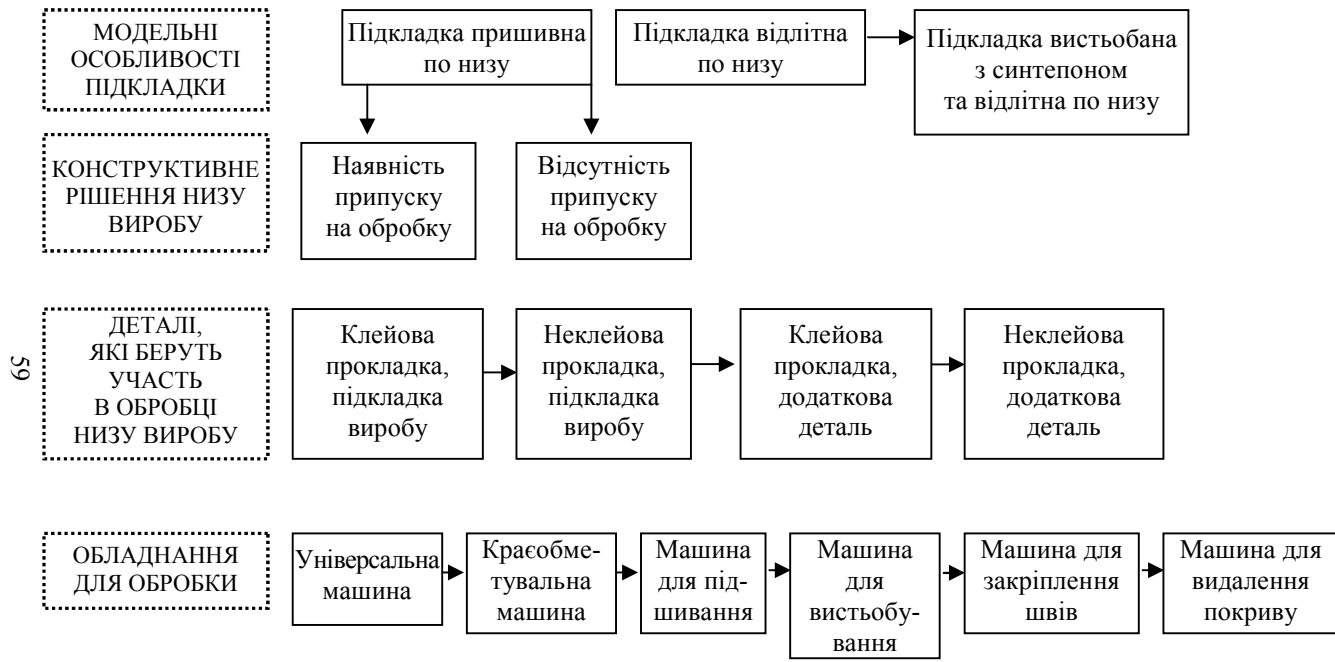 МОДЕЛЬНІ
ОСОБЛИВОСТІ
ПІДКЛАДКИ
Підкладка пришивна
по низу
Підкладка відлітна
по низу
Підкладка вистьобана
з синтепоном
та відлітна по низу
КОНСТРУКТИВНЕ
РІШЕННЯ НИЗУ
ВИРОБУ
Наявність
припуску
на обробку
Відсутність
припуску
на обробку
ДЕТАЛІ,
ЯКІ БЕРУТЬ
УЧАСТЬ
В ОБРОБЦІ
НИЗУ ВИРОБУ
Клейова
прокладка,
підкладка
виробу
Неклейова
прокладка,
підкладка
виробу
Клейова
прокладка,
додаткова
деталь
Неклейова
прокладка,
додаткова
деталь
59
ОБЛАДНАННЯ
ДЛЯ ОБРОБКИ
Універсальна
машина
Краєобме-
тувальна
машина
Машина
для під-
шивання
Машина
для
вистьобу-
вання
Машина для
закріплення
швів
Машина для
видалення
покриву